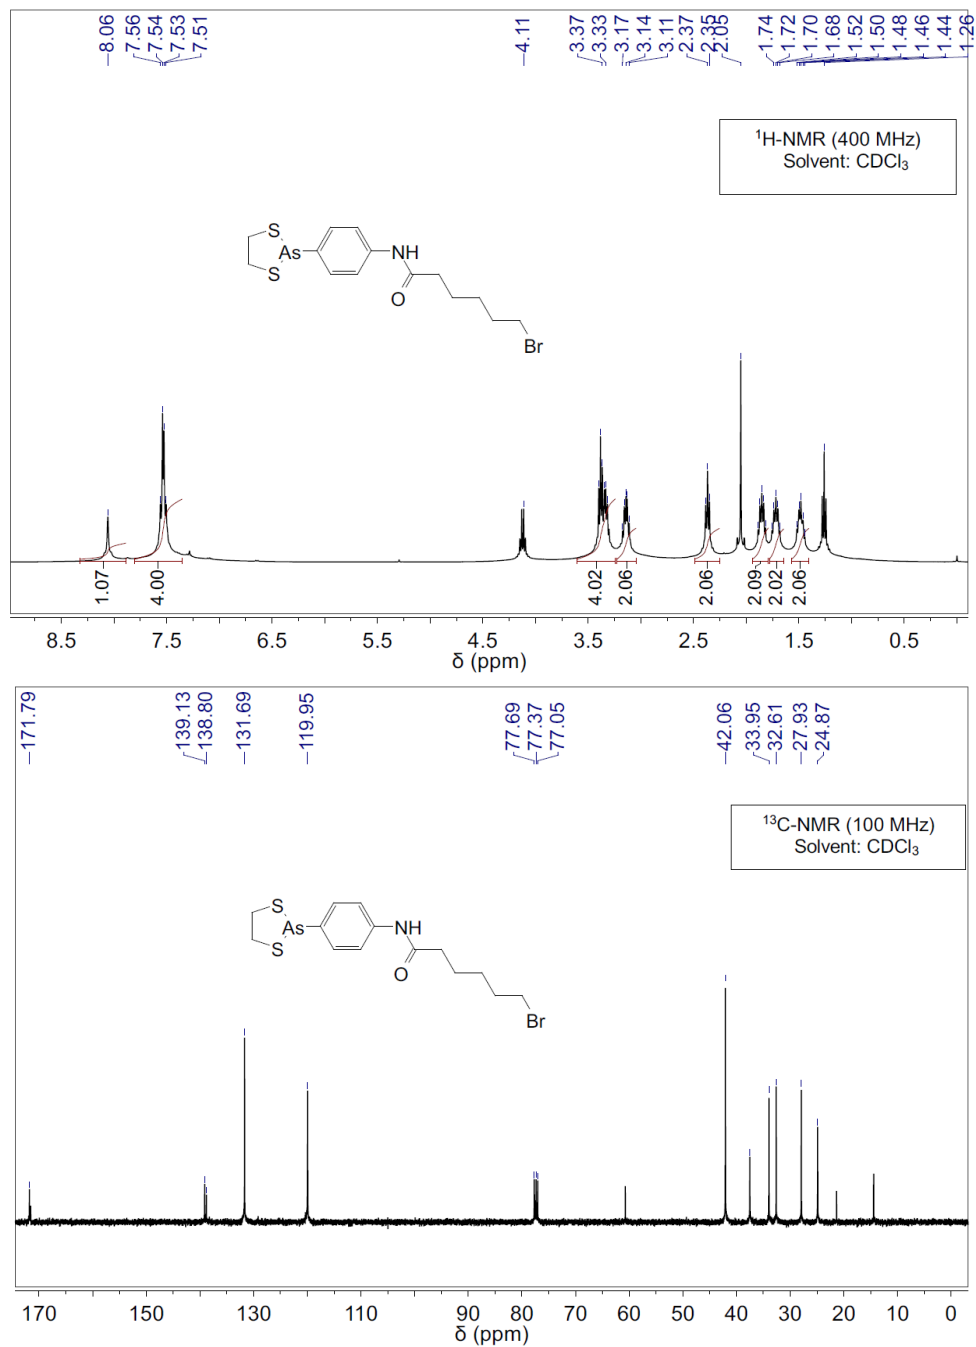 8.06
7.56
7.54
7.53
7.51
4.11
3.37
3.33
3.17
3.14
3.11
2.37
2.35
2.05
1.74
1.72
1.70
1.68
1.52
1.50
1.48
1.46
1.44
1.26
¹H-NMR (400 MHz)
Solvent: CDCl₃
S
As
S
NH
O
Br
1.07
4.00
4.02
2.06
2.06
2.09
2.02
2.06
8.5 7.5 6.5 5.5 4.5 3.5 2.5 1.5 0.5
δ (ppm)
171.79
139.13
138.80
131.69
119.95
77.69
77.37
77.05
42.06
33.95
32.61
27.93
24.87
¹³C-NMR (100 MHz)
Solvent: CDCl₃
S
As
S
NH
O
Br
170 150 130 110 90 80 70 60 50 40 30 20 10 0
δ (ppm)